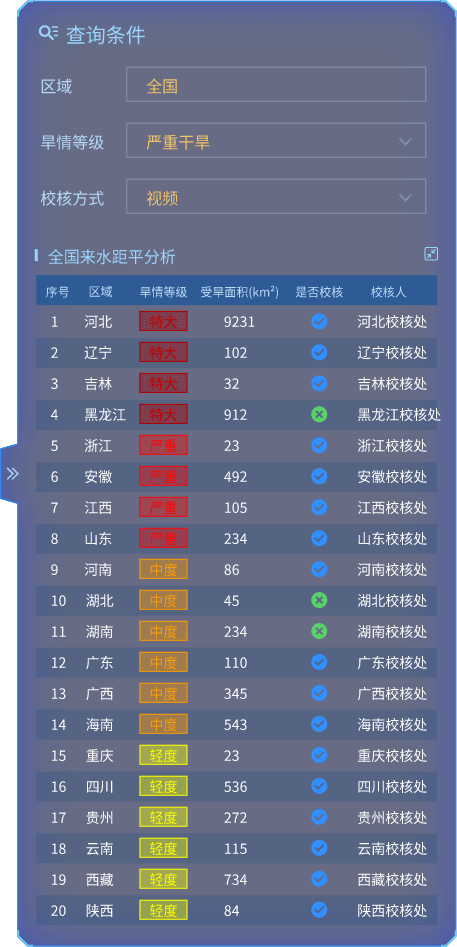 查询条件
区域 全国
旱情等级 严重干旱
校核方式 视频
全国来水距平分析
序号 区域 旱情等级 受旱面积(km²) 是否校核 校核人
1 河北 特大 9231 河北校核处
2 辽宁 特大 102 辽宁校核处
3 吉林 特大 32 吉林校核处
4 黑龙江 特大 912 黑龙江校核处
5 浙江 严重 23 浙江校核处
6 安徽 严重 492 安徽校核处
7 江西 严重 105 江西校核处
8 山东 严重 234 山东校核处
9 河南 中度 86 河南校核处
10 湖北 中度 45 湖北校核处
11 湖南 中度 234 湖南校核处
12 广东 中度 110 广东校核处
13 广西 中度 345 广西校核处
14 海南 中度 543 海南校核处
15 重庆 轻度 23 重庆校核处
16 四川 轻度 536 四川校核处
17 贵州 轻度 272 贵州校核处
18 云南 轻度 115 云南校核处
19 西藏 轻度 734 西藏校核处
20 陕西 轻度 84 陕西校核处